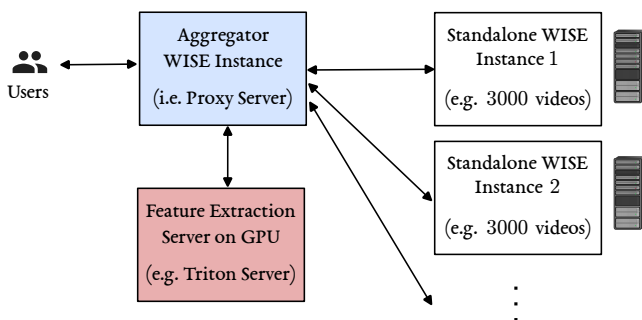 Users
Aggregator
WISE Instance
(i.e. Proxy Server)
Feature Extraction
Server on GPU
(e.g. Triton Server)
Standalone WISE
Instance 1
(e.g. 3000 videos)
Standalone WISE
Instance 2
(e.g. 3000 videos)